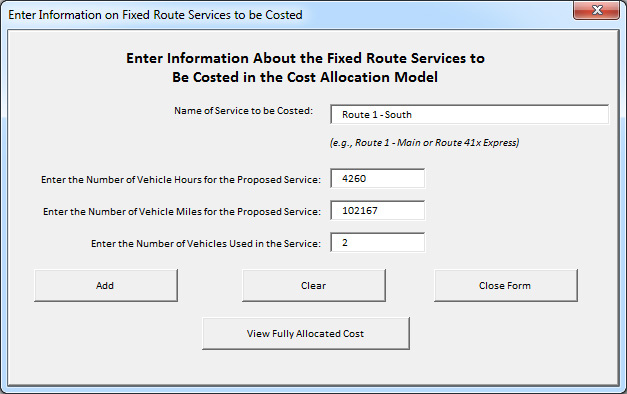 Enter Information on Fixed Route Services to be Costed
Enter Information About the Fixed Route Services to
Be Costed in the Cost Allocation Model
Name of Service to be Costed: Route 1 - South
(e.g., Route 1 - Main or Route 41x Express)
Enter the Number of Vehicle Hours for the Proposed Service: 4260
Enter the Number of Vehicle Miles for the Proposed Service: 102167
Enter the Number of Vehicles Used in the Service: 2
Add Clear Close Form
View Fully Allocated Cost